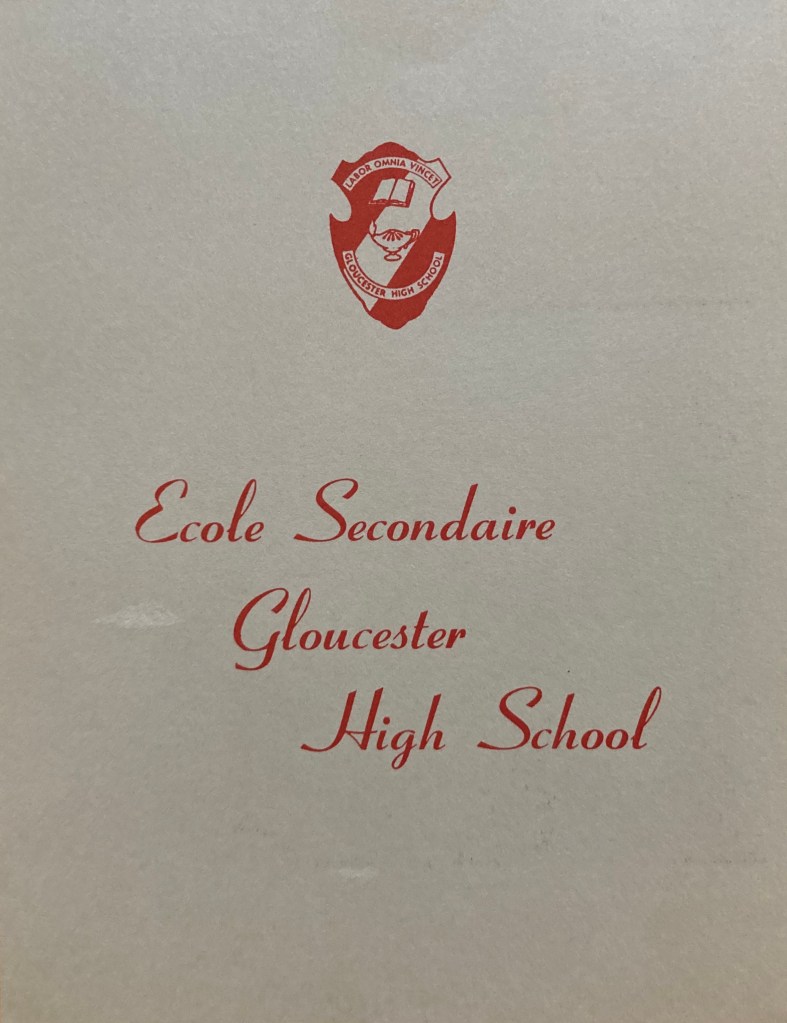 LABOR OMNIA VINCET
GLOUCESTER HIGH SCHOOL
Ecole Secondaire
Gloucester
High School